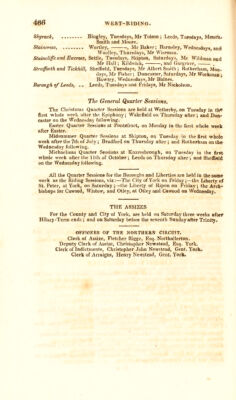 466 WEST-RIDING.
Skyrack, ........ Bingley, Tuesdays, Mr Tolson; Leeds, Tuesdays, Messrs.
Smith and
Staincross, ........ Wortley, ——, Mr Baker; Barnsley, Wednesdays, and
Woolley, Thursdays, Mr Wiseman.
Staincliffe and Ewcross, Settle, Tuesdays, Skipton, Saturdays, Mr Wildman and
Mr Hall; Kildwick, ——, and Gargrave, ——.
Strafforth and Tickhill, Sheffield, Tuesdays, Mr Albert Smith; Rotherham, Mon-
days, Mr Fisher; Doncaster, Saturdays, Mr Workman;
Bawtry, Wednesdays, Mr Baines.
Borough of Leeds, .. Leeds, Tuesdays and Fridays, Mr Nicholson.
The General Quarter Sessions,
The Christmas Quarter Sessions are held at Wetherby, on Tuesday in the
first whole week after the Epiphany; Wakefield on Thursday after; and Don-
caster on the Wednesday following.
Easter Quarter Sessions at Pontefract, on Monday in the first whole week
after Easter.
Midsummer Quarter Sessions at Skipton, on Tuesday in the first whole
week after the 7th of July; Bradford on Thursday after; and Rotherham on the
Wednesday following.
Michaelmas Quarter Sessions at Knaresborough, on Tuesday in the first
whole week after the 11th of October; Leeds on Thursday after; and Sheffield
on the Wednesday following.
All the Quarter Sessions for the Boroughs and Liberties are held in the same
week as the Riding Sessions, viz:—The City of York on Friday;—the Liberty of
St. Peter, at York, on Saturday;—the Liberty of Ripon on Friday; the Arch-
bishops for Cawood, Wistow, and Otley, at Otley and Cawood on Wednesday.
THE ASSIZES
For the County and City of York, are held on Saturday three weeks after
Hilary-Term ends; and on Saturday before the seventh Sunday after Trinity.
OFFICERS OF THE NORTHERN CIRCUIT.
Clerk of Assize, Fletcher Rigge, Esq. Northallerton.
Deputy Clerk of Assize, Christopher Newstead, Esq. York.
Clerk of Indictments, Christopher John Newstead, Gent. York.
Clerk of Arraigns, Henry Newstead, Gent. York.